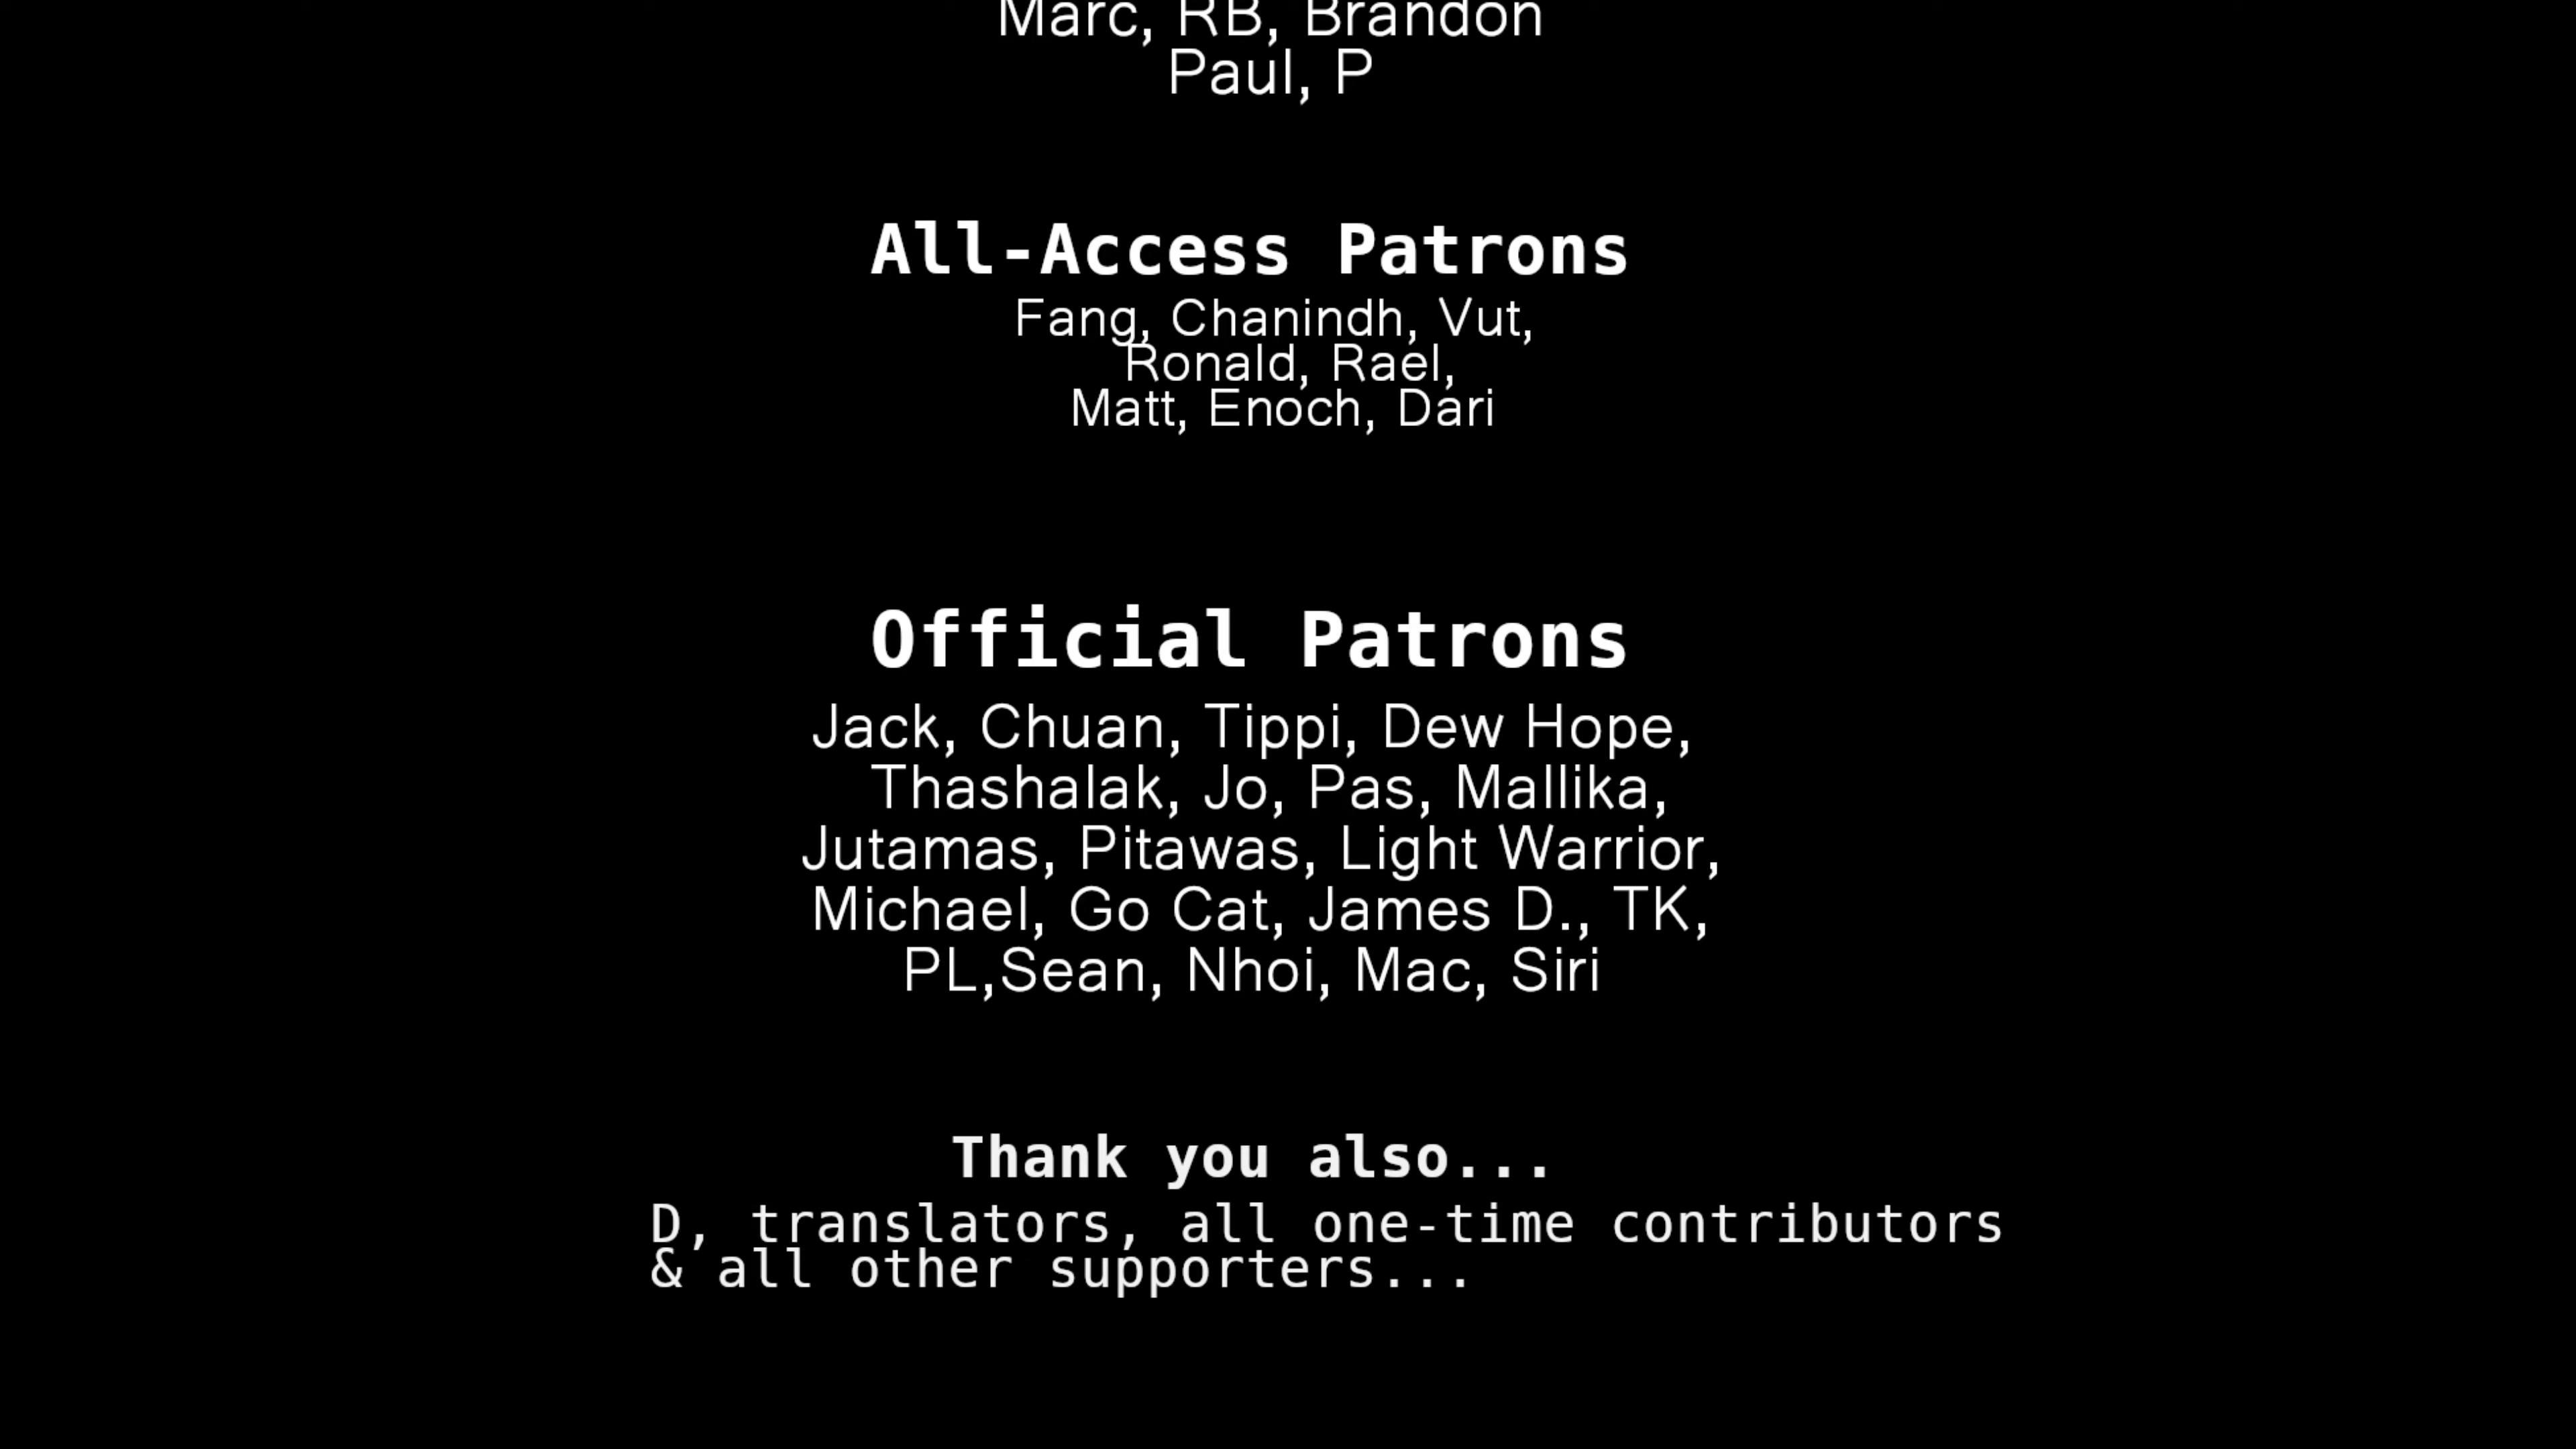 Marc, RB, Brandon
Paul, P
All-Access Patrons
Fang, Chanindh, Vut,
Ronald, Rael,
Matt, Enoch, Dari
Official Patrons
Jack, Chuan, Tippi, Dew Hope,
Thashalak, Jo, Pas, Mallika,
Jutamas, Pitawas, Light Warrior,
Michael, Go Cat, James D., TK,
PL,Sean, Nhoi, Mac, Siri
Thank you also...
D, translators, all one-time contributors
& all other supporters...